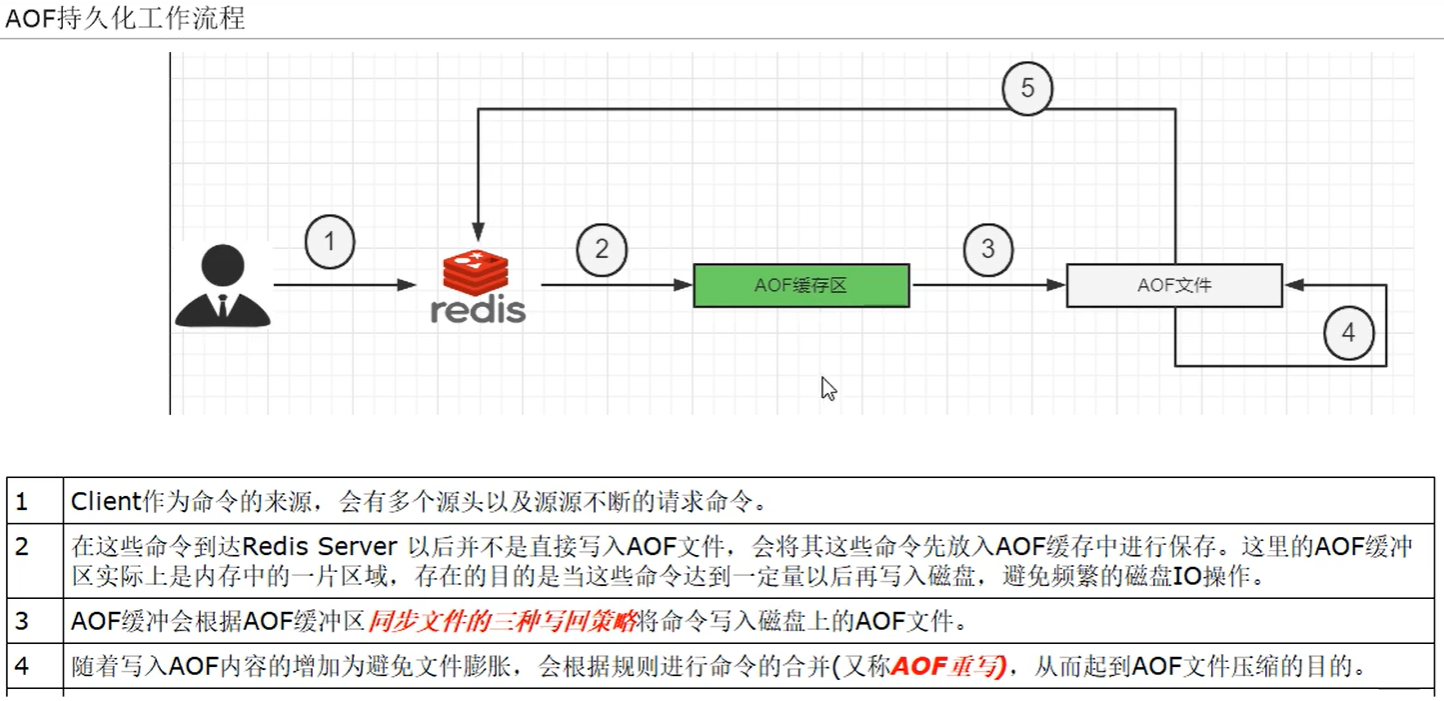 AOF持久化工作流程
5
1
2
3
redis
AOF缓存区
AOF文件
4
1
Client作为命令的来源，会有多个源头以及源源不断的请求命令。
2
在这些命令到达Redis Server 以后并不是直接写入AOF文件，会将其这些命令先放入AOF缓存中进行保存。这里的AOF缓冲
区实际上是内存中的一片区域，存在的目的是当这些命令达到一定量以后再写入磁盘，避免频繁的磁盘IO操作。
3
AOF缓冲会根据AOF缓冲区同步文件的三种写回策略将命令写入磁盘上的AOF文件。
4
随着写入AOF内容的增加为避免文件膨胀，会根据规则进行命令的合并(又称AOF重写)，从而起到AOF文件压缩的目的。